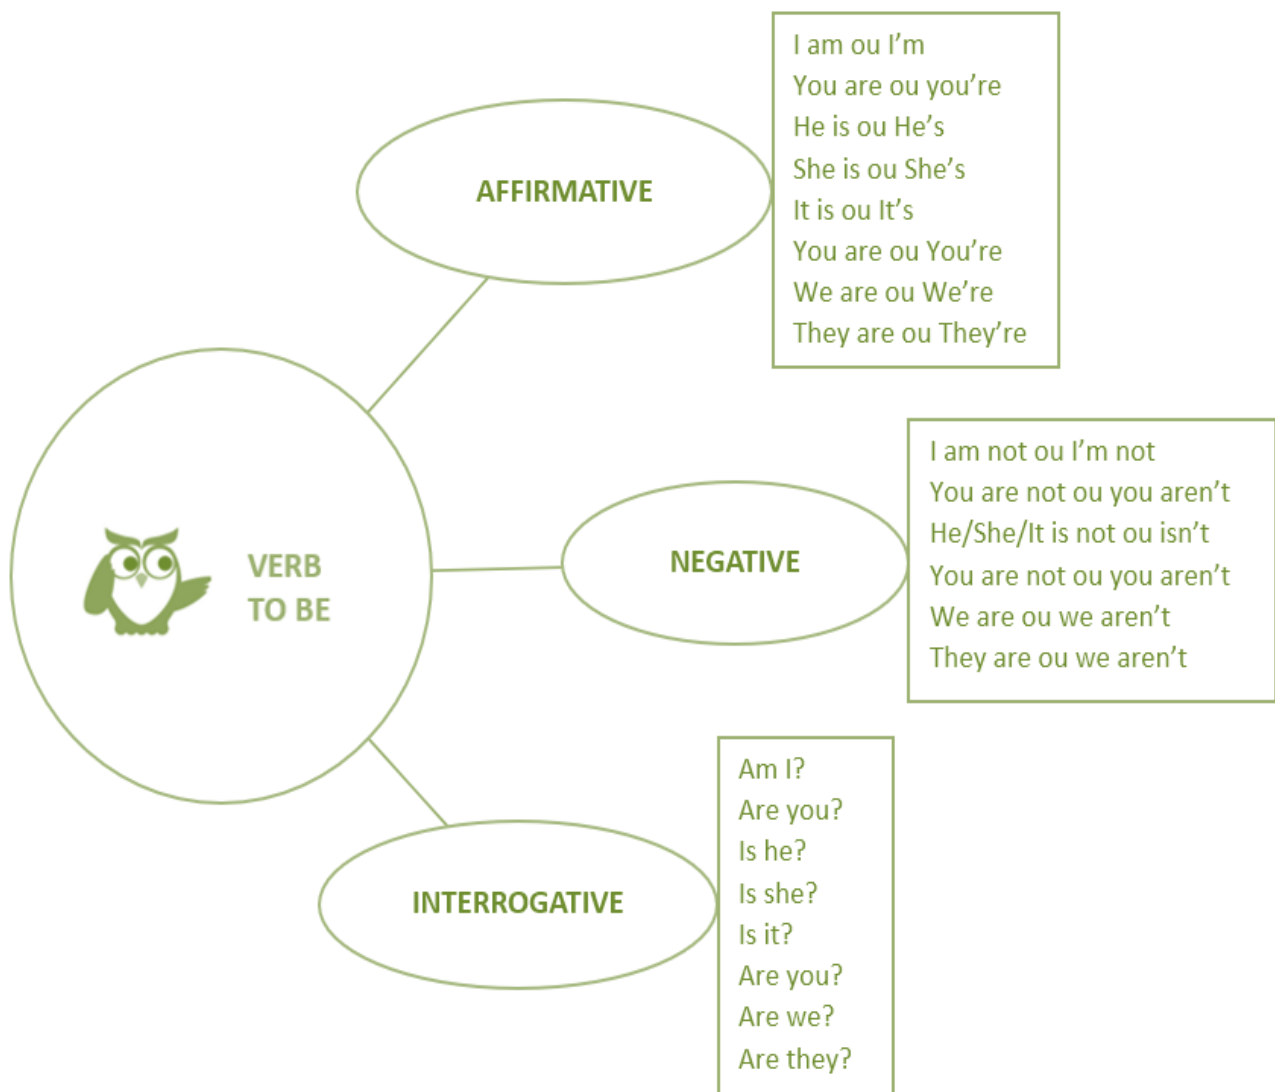 VERB
TO BE
AFFIRMATIVE
I am ou I'm
You are ou you're
He is ou He's
She is ou She's
It is ou It's
You are ou You're
We are ou We're
They are ou They're
NEGATIVE
I am not ou I'm not
You are not ou you aren't
He/She/It is not ou isn't
You are not ou you aren't
We are ou we aren't
They are ou we aren't
INTERROGATIVE
Am I?
Are you?
Is he?
Is she?
Is it?
Are you?
Are we?
Are they?